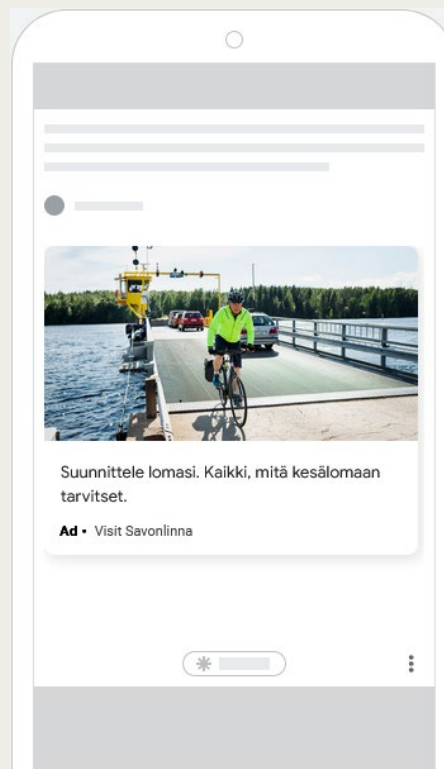 Suunnittele lomasi. Kaikki, mitä kesälomaan
tarvitset.
Ad • Visit Savonlinna